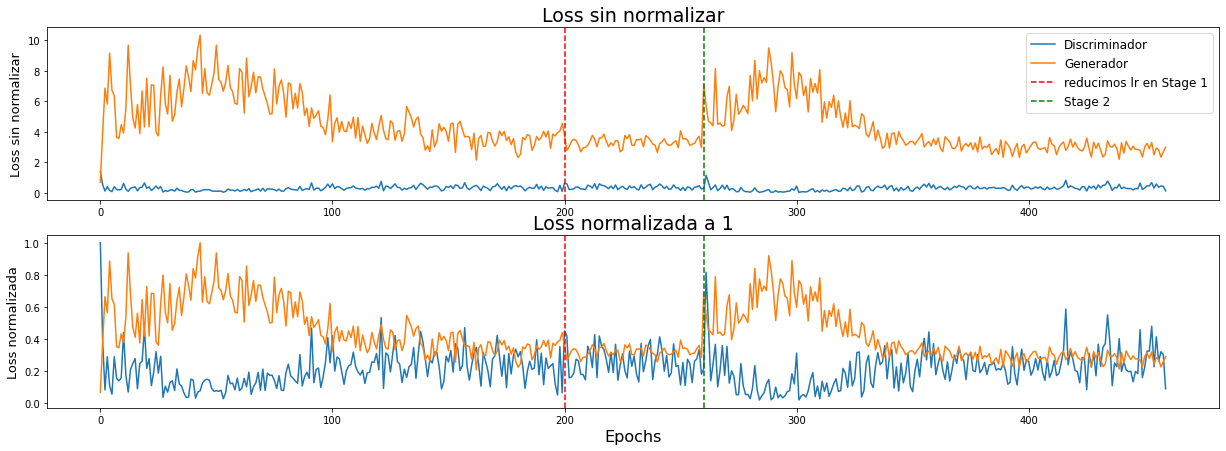 Loss sin normalizar
Loss sin normalizar
10
8
6
4
2
0
Discriminador
Generador
reducimos lr en Stage 1
Stage 2
0 100 200 300 400
Loss normalizada a 1
Loss normalizada
1.0
0.8
0.6
0.4
0.2
0.0
0 100 200 300 400
Epochs